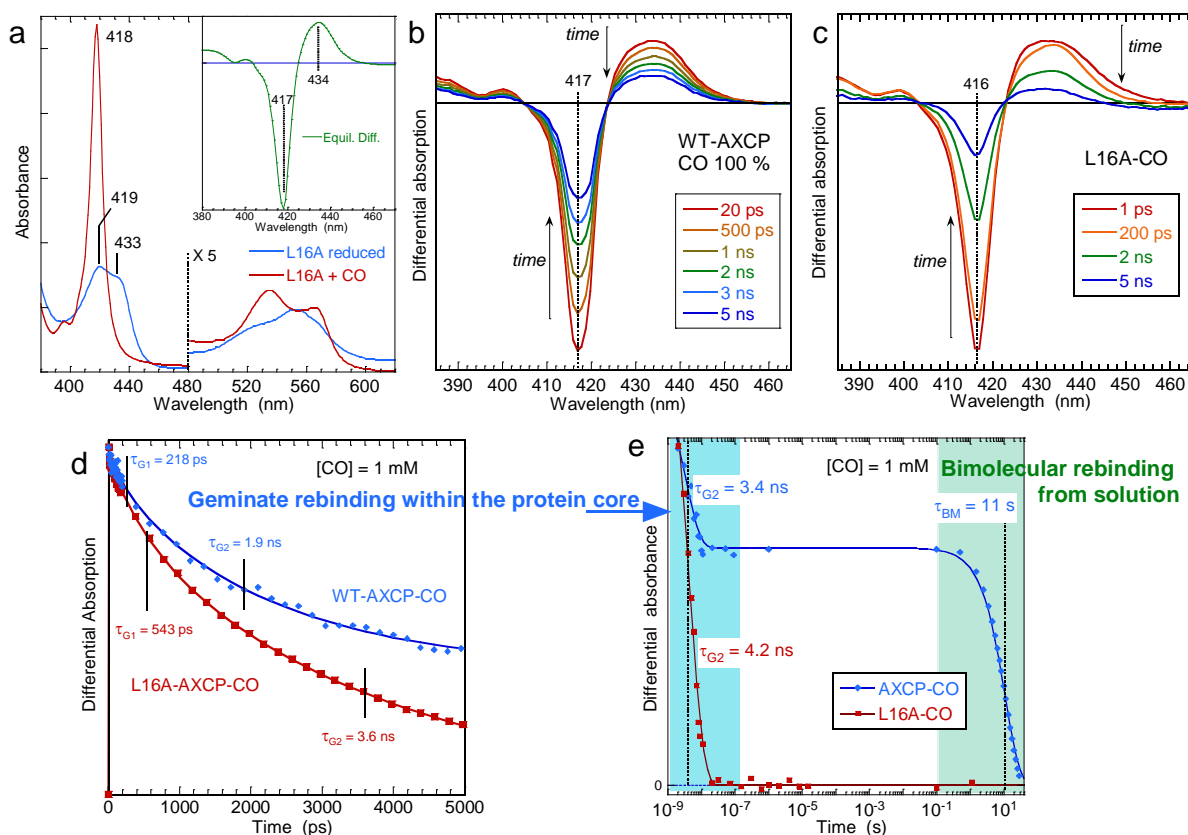 a
418
419
433
X 5
L16A reduced
L16A + CO
Absorbance
380
400
440
480
520
560
600
Wavelength (nm)
417
434
Equil. Diff.
380
400
420
440
460
Wavelength (nm)
b
time
417
WT-AXCP
CO 100 %
20 ps
500 ps
1 ns
2 ns
3 ns
5 ns
time
Differential absorption
390
400
410
420
430
440
450
460
Wavelength (nm)
c
time
416
L16A-CO
1 ps
200 ps
2 ns
5 ns
time
Differential absorption
390
400
410
420
430
440
450
460
Wavelength (nm)
d
τG1 = 218 ps
[CO] = 1 mM
Geminate rebinding within the protein core
τG2 = 1.9 ns
WT-AXCP-CO
τG1 = 543 ps
L16A-AXCP-CO
τG2 = 3.6 ns
Differential Absorption
0
1000
2000
3000
4000
5000
Time (ps)
e
[CO] = 1 mM
Bimolecular rebinding
from solution
τG2 = 3.4 ns
τBM = 11 s
τG2 = 4.2 ns
AXCP-CO
L16A-CO
Differential absorbance
0
10-9
10-7
10-5
10-3
10-1
101
Time (s)